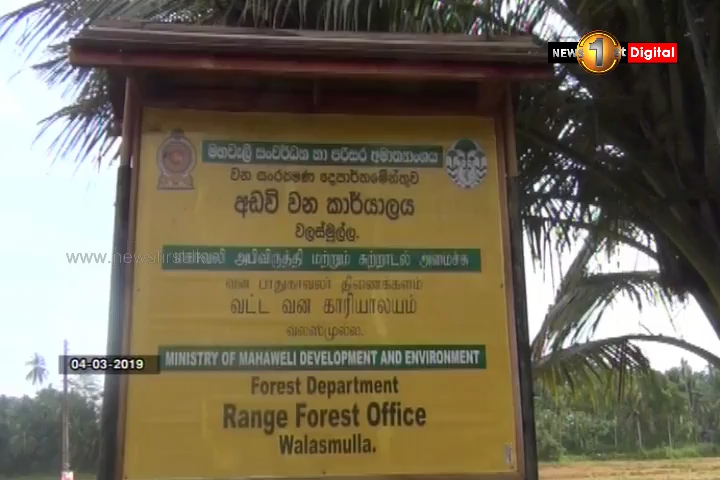 NEWS 1st Digital
මහවැලි සංවර්ධන හා පරිසර අමාත්‍යාංශය
වන සංරක්ෂණ දෙපාර්තමේන්තුව
අඩවි වන කාර්යාලය
වලස්මුල්ල.
www.newsfirst.lk
மகாவலி அபிவிருத்தி மற்றும் சுற்றாடல் அமைச்சு
வன பாதுகாவலர் திணைக்களம்
வட்ட வன காரியாலயம்
வலஸ்முல்ல.
04-03-2019
MINISTRY OF MAHAWELI DEVELOPMENT AND ENVIRONMENT
Forest Department
Range Forest Office
Walasmulla.